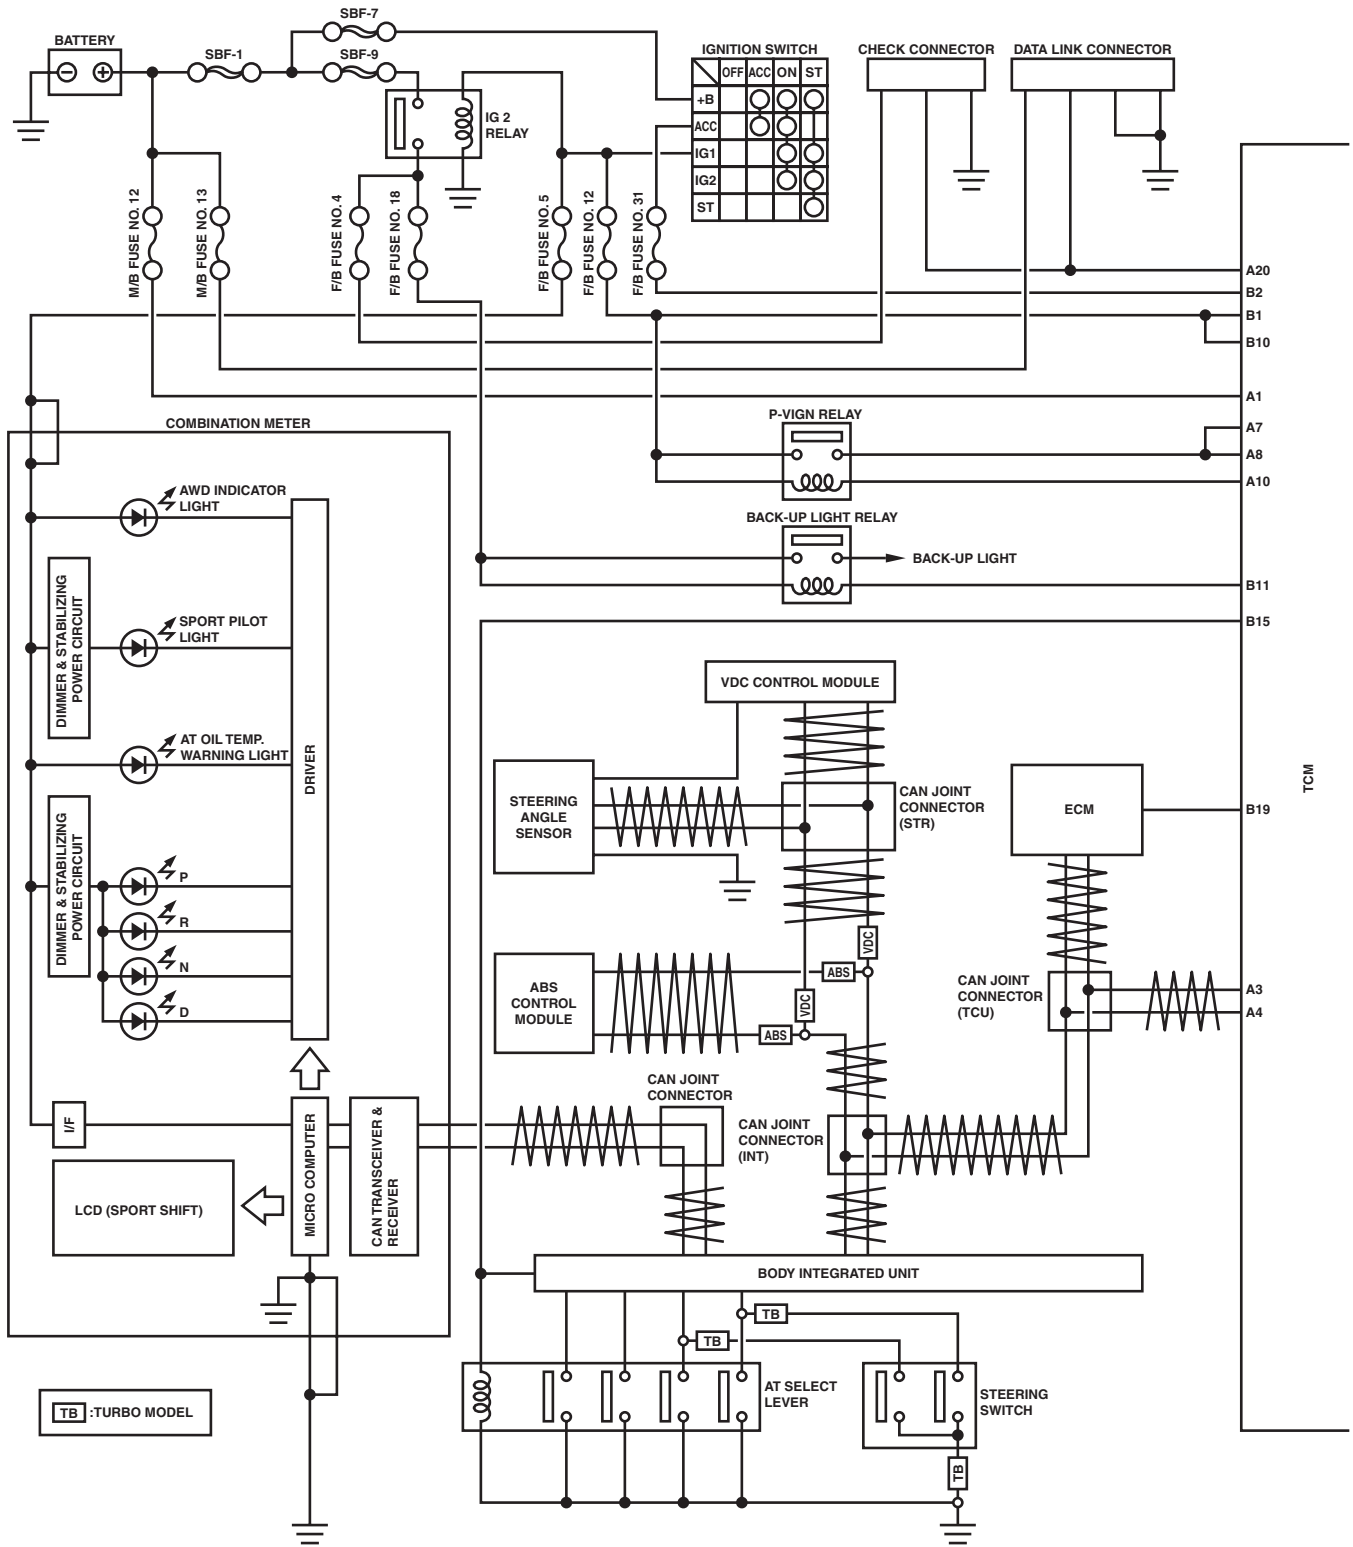 SBF-7
BATTERY
SBF-1
SBF-9
IGNITION SWITCH
CHECK CONNECTOR
DATA LINK CONNECTOR
OFF ACC ON ST
+B
ACC
IG1
IG2
ST
IG 2
RELAY
M/B FUSE NO. 12
M/B FUSE NO. 13
F/B FUSE NO. 4
F/B FUSE NO. 18
F/B FUSE NO. 5
F/B FUSE NO. 12
F/B FUSE NO. 31
A20
B2
B1
B10
A1
A7
A8
A10
B11
B15
B19
A3
A4
TCM
P-VIGN RELAY
BACK-UP LIGHT RELAY
BACK-UP LIGHT
COMBINATION METER
AWD INDICATOR
LIGHT
DIMMER & STABILIZING
POWER CIRCUIT
SPORT PILOT
LIGHT
AT OIL TEMP.
WARNING LIGHT
DRIVER
DIMMER & STABILIZING
POWER CIRCUIT
P
R
N
D
I/F
LCD (SPORT SHIFT)
MICRO COMPUTER
CAN TRANSCEIVER &
RECEIVER
VDC CONTROL MODULE
STEERING
ANGLE
SENSOR
CAN JOINT
CONNECTOR
(STR)
ECM
VDC
ABS
ABS
CONTROL
MODULE
VDC
ABS
CAN JOINT
CONNECTOR
(TCU)
CAN JOINT
CONNECTOR
CAN JOINT
CONNECTOR
(INT)
BODY INTEGRATED UNIT
TB
TB
AT SELECT
LEVER
STEERING
SWITCH
TB
TB :TURBO MODEL